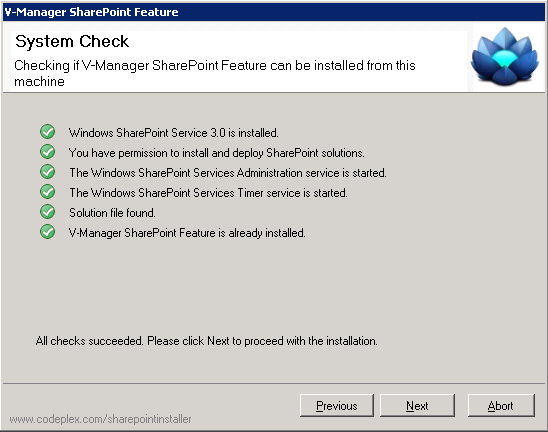 V-Manager SharePoint Feature
System Check
Checking if V-Manager SharePoint Feature can be installed from this
machine
Windows SharePoint Service 3.0 is installed.
You have permission to install and deploy SharePoint solutions.
The Windows SharePoint Services Administration service is started.
The Windows SharePoint Services Timer service is started.
Solution file found.
V-Manager SharePoint Feature is already installed.
All checks succeeded. Please click Next to proceed with the installation.
Previous Next Abort
www.codeplex.com/sharepointinstaller